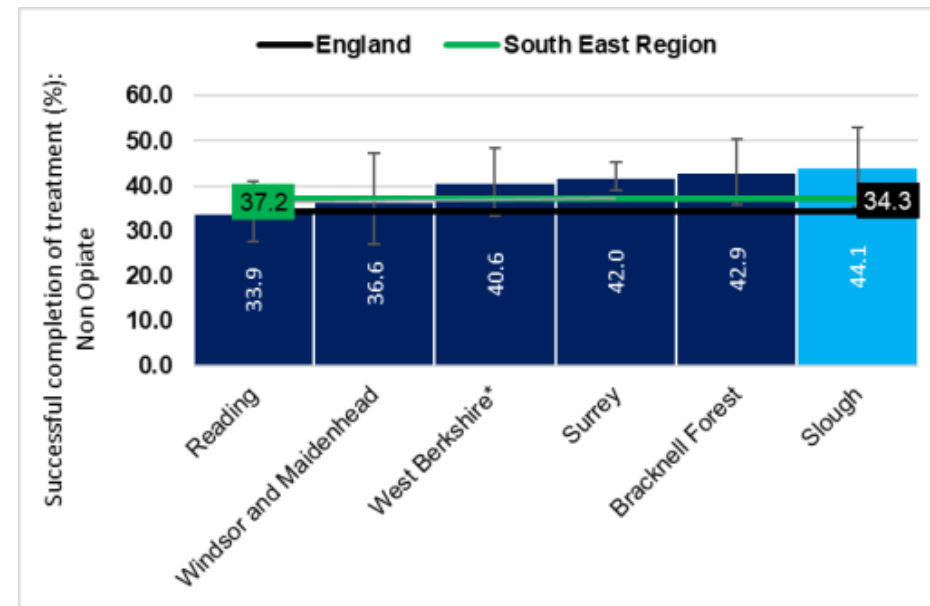 England South East Region
Successful completion of treatment (%):
Non Opiate
60.0
50.0
40.0
30.0
20.0
10.0
0.0
37.2
34.3
33.9
36.6
40.6
42.0
42.9
44.1
Reading
Windsor and Maidenhead
West Berkshire*
Surrey
Bracknell Forest
Slough